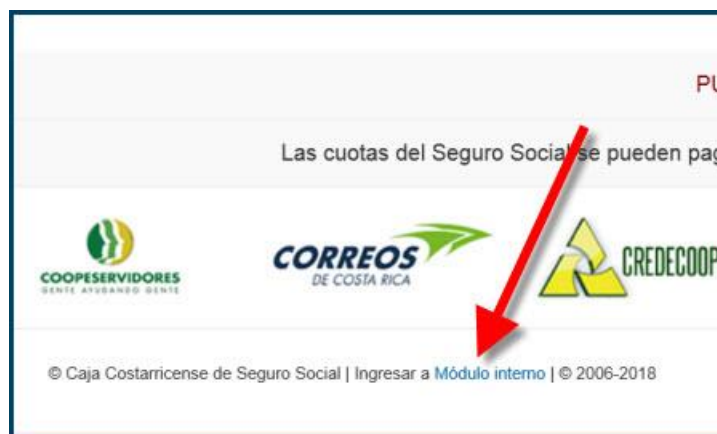 PU
Las cuotas del Seguro Social se pueden pag
COOPESERVIDORES
GENTE AYUDANDO GENTE
CORREOS
DE COSTA RICA
CREDECOOP
© Caja Costarricense de Seguro Social | Ingresar a Módulo interno | © 2006-2018